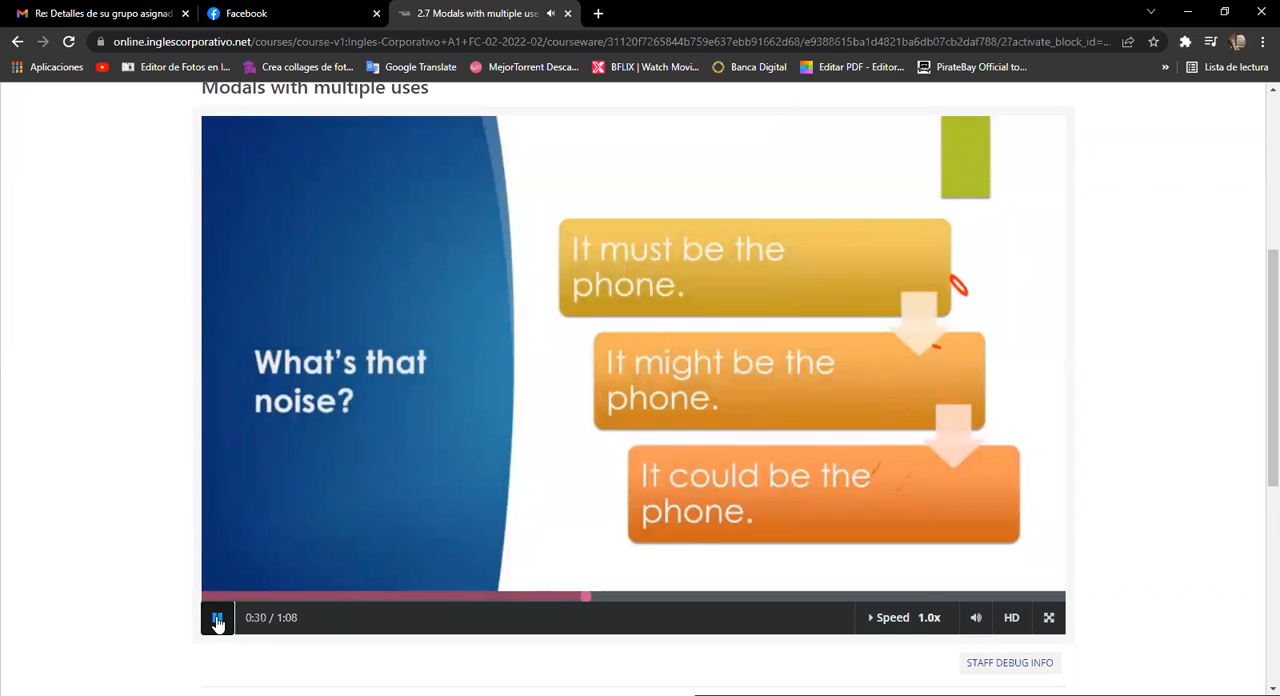 Re: Detalles de su grupo asignad
Facebook
2.7 Modals with multiple use
online.inglescorporativo.net/courses/course-v1:Ingles-Corporativo+A1+FC-02-2022-02/courseware/31120f7265844b759e637ebb91662d68/e9388615ba1d4821ba6db07cb2daf788/2?activate_block_id=...
Aplicaciones
Editor de Fotos en l...
Crea collages de fot...
Google Translate
MejorTorrent Desca...
BFLIX | Watch Movi...
Banca Digital
Editar PDF - Editor...
PirateBay Official to...
»
Lista de lectura
Modals with multiple uses
What's that
noise?
It must be the
phone.
It might be the
phone.
It could be the
phone.
0:30 / 1:08
Speed 1.0x
HD
STAFF DEBUG INFO